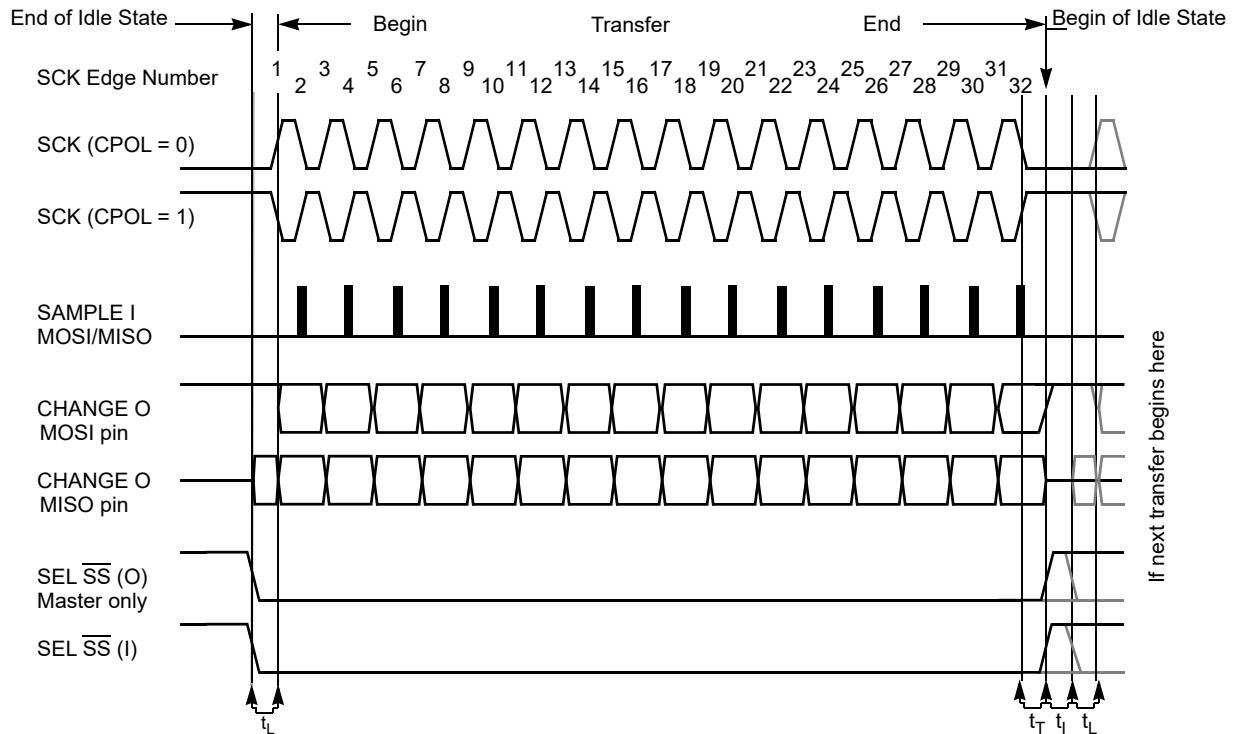 End of Idle State
Begin
Transfer
End
Begin of Idle State
SCK Edge Number
1 3 5 7 9 11 13 15 17 19 21 23 25 27 29 31
2 4 6 8 10 12 14 16 18 20 22 24 26 28 30 32
SCK (CPOL = 0)
SCK (CPOL = 1)
SAMPLE I
MOSI/MISO
CHANGE O
MOSI pin
CHANGE O
MISO pin
SEL S̅S̅ (O)
Master only
SEL S̅S̅ (I)
tL
tT tI tL
If next transfer begins here